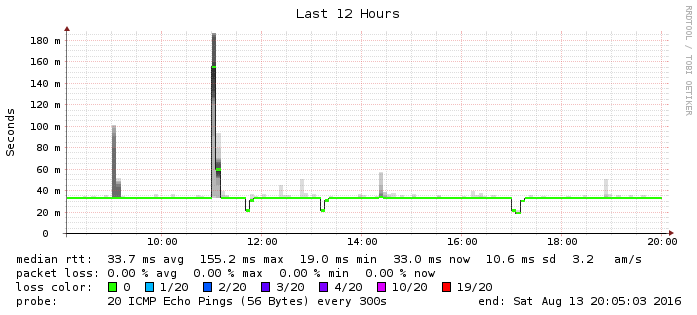 Last 12 Hours
RRDTOOL / TOBI OETIKER
Seconds
180 m
160 m
140 m
120 m
100 m
80 m
60 m
40 m
20 m
0
10:00 12:00 14:00 16:00 18:00 20:00
median rtt: 33.7 ms avg 155.2 ms max 19.0 ms min 33.0 ms now 10.6 ms sd 3.2 am/s
packet loss: 0.00 % avg 0.00 % max 0.00 % min 0.00 % now
loss color: 0 1/20 2/20 3/20 4/20 10/20 19/20
probe: 20 ICMP Echo Pings (56 Bytes) every 300s end: Sat Aug 13 20:05:03 2016